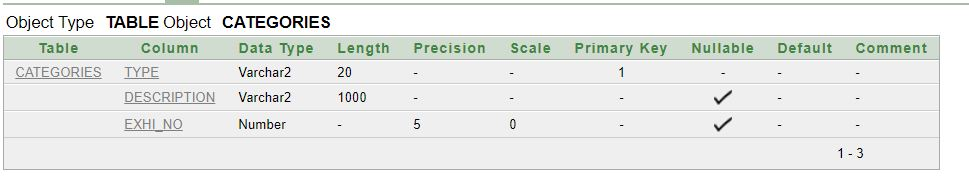 Object Type TABLE Object CATEGORIES
Table Column Data Type Length Precision Scale Primary Key Nullable Default Comment
CATEGORIES TYPE Varchar2 20 - - 1 - - -
DESCRIPTION Varchar2 1000 - - - ✓ - -
EXHI_NO Number - 5 0 - ✓ - -
1 - 3